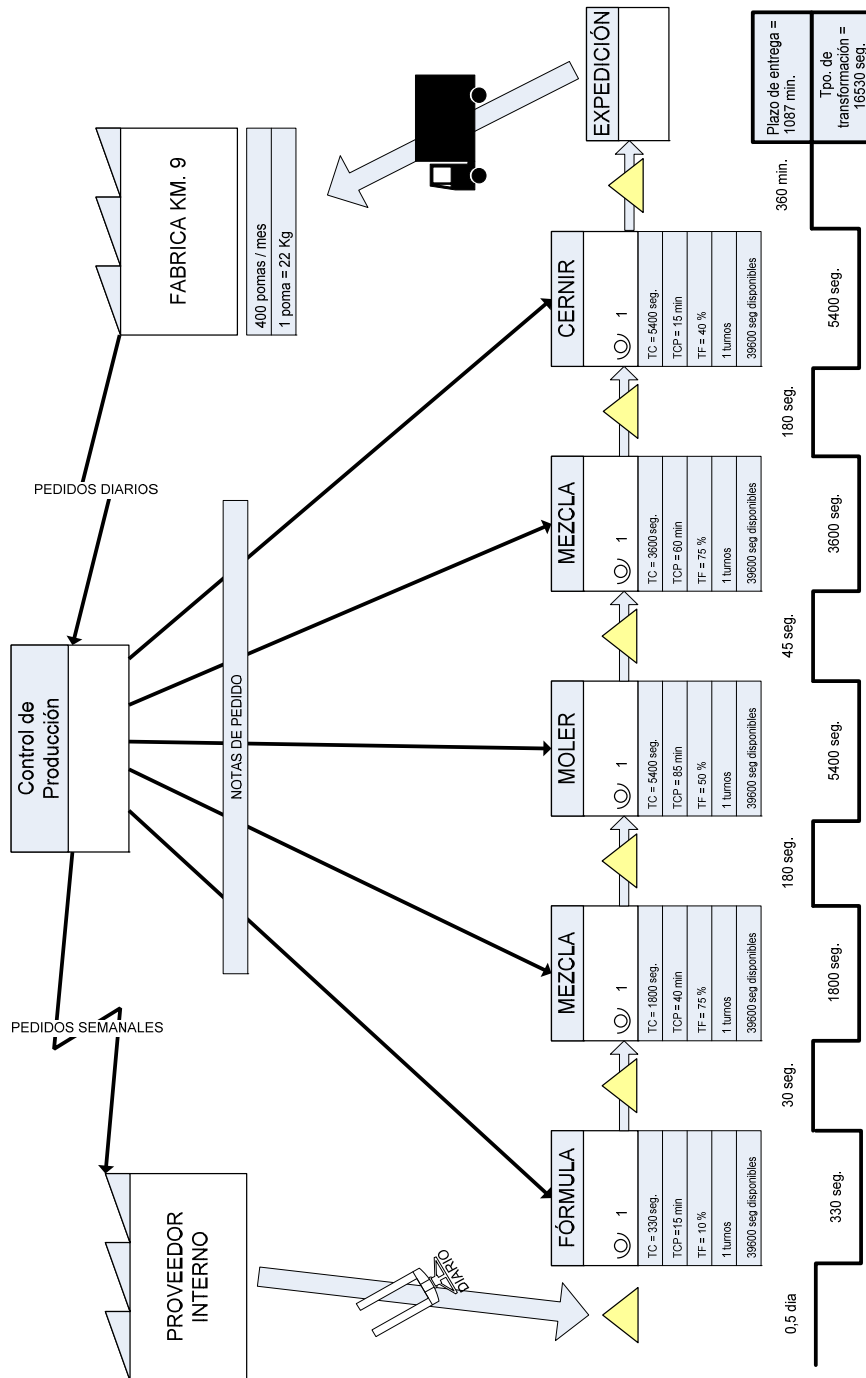 PROVEEDOR
INTERNO
PEDIDOS SEMANALES
Control de
Producción
PEDIDOS DIARIOS
FABRICA KM. 9
400 pomas / mes
1 poma = 22 Kg
NOTAS DE PEDIDO
DIARIO
FÓRMULA
1
TC = 330 seg.
TCP =15 min
TF = 10 %
1 turnos
39600 seg disponibles
MEZCLA
1
TC = 1800 seg.
TCP = 40 min
TF = 75 %
1 turnos
39600 seg disponibles
MOLER
1
TC = 5400 seg.
TCP = 85 min
TF = 50 %
1 turnos
39600 seg disponibles
MEZCLA
1
TC = 3600 seg.
TCP = 60 min
TF = 75 %
1 turnos
39600 seg disponibles
CERNIR
1
TC = 5400 seg.
TCP = 15 min
TF = 40 %
1 turnos
39600 seg disponibles
EXPEDICIÓN
0,5 dia
330 seg.
30 seg.
1800 seg.
180 seg.
5400 seg.
45 seg.
3600 seg.
180 seg.
5400 seg.
360 min.
Plazo de entrega =
1087 min.
Tpo. de
transformación =
16530 seg.